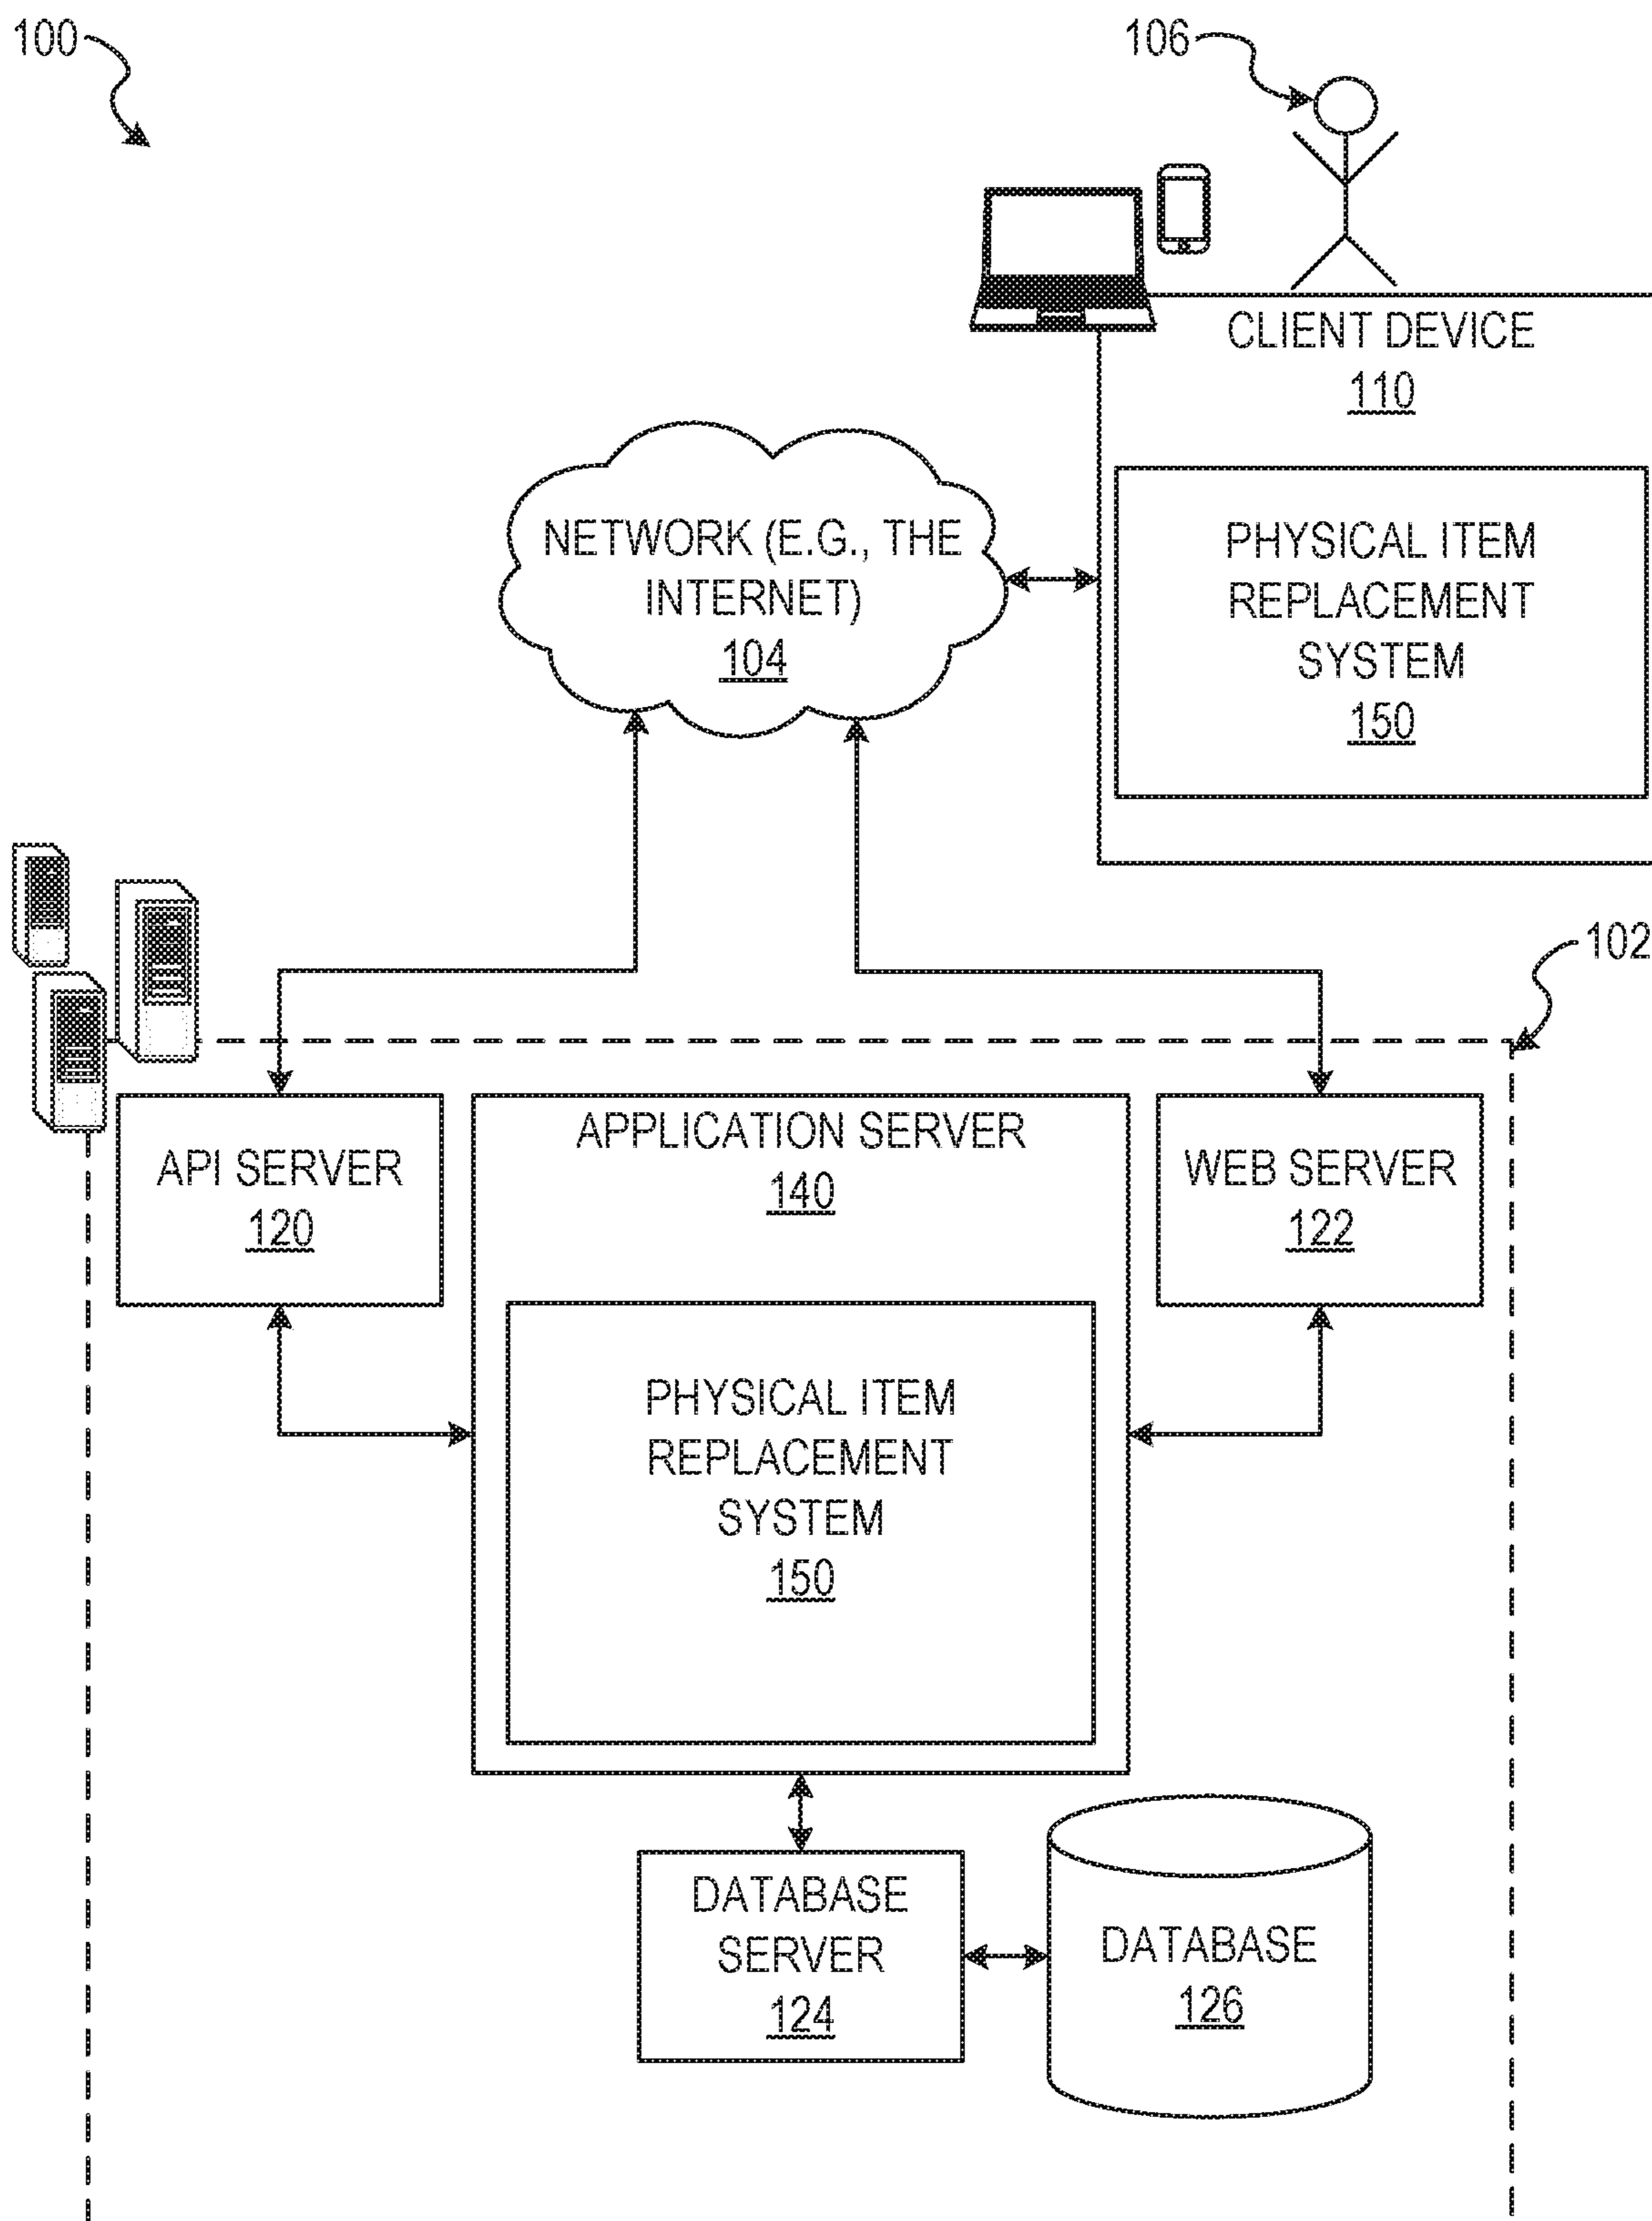 100
106
CLIENT DEVICE
110
NETWORK (E.G., THE
INTERNET)
104
PHYSICAL ITEM
REPLACEMENT
SYSTEM
150
102
API SERVER
120
APPLICATION SERVER
140
WEB SERVER
122
PHYSICAL ITEM
REPLACEMENT
SYSTEM
150
DATABASE
SERVER
124
DATABASE
126